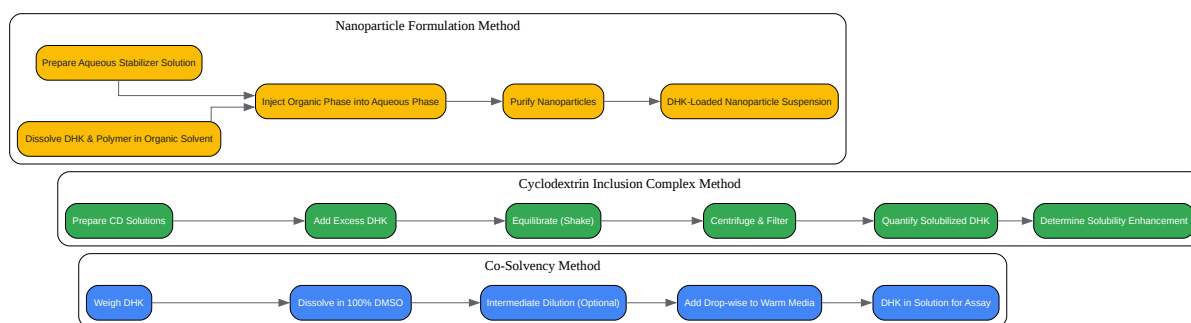 Nanoparticle Formulation Method
Prepare Aqueous Stabilizer Solution
Dissolve DHK & Polymer in Organic Solvent
Inject Organic Phase into Aqueous Phase
Purify Nanoparticles
DHK-Loaded Nanoparticle Suspension
Cyclodextrin Inclusion Complex Method
Prepare CD Solutions
Add Excess DHK
Equilibrate (Shake)
Centrifuge & Filter
Quantify Solubilized DHK
Determine Solubility Enhancement
Co-Solvency Method
Weigh DHK
Dissolve in 100% DMSO
Intermediate Dilution (Optional)
Add Drop-wise to Warm Media
DHK in Solution for Assay